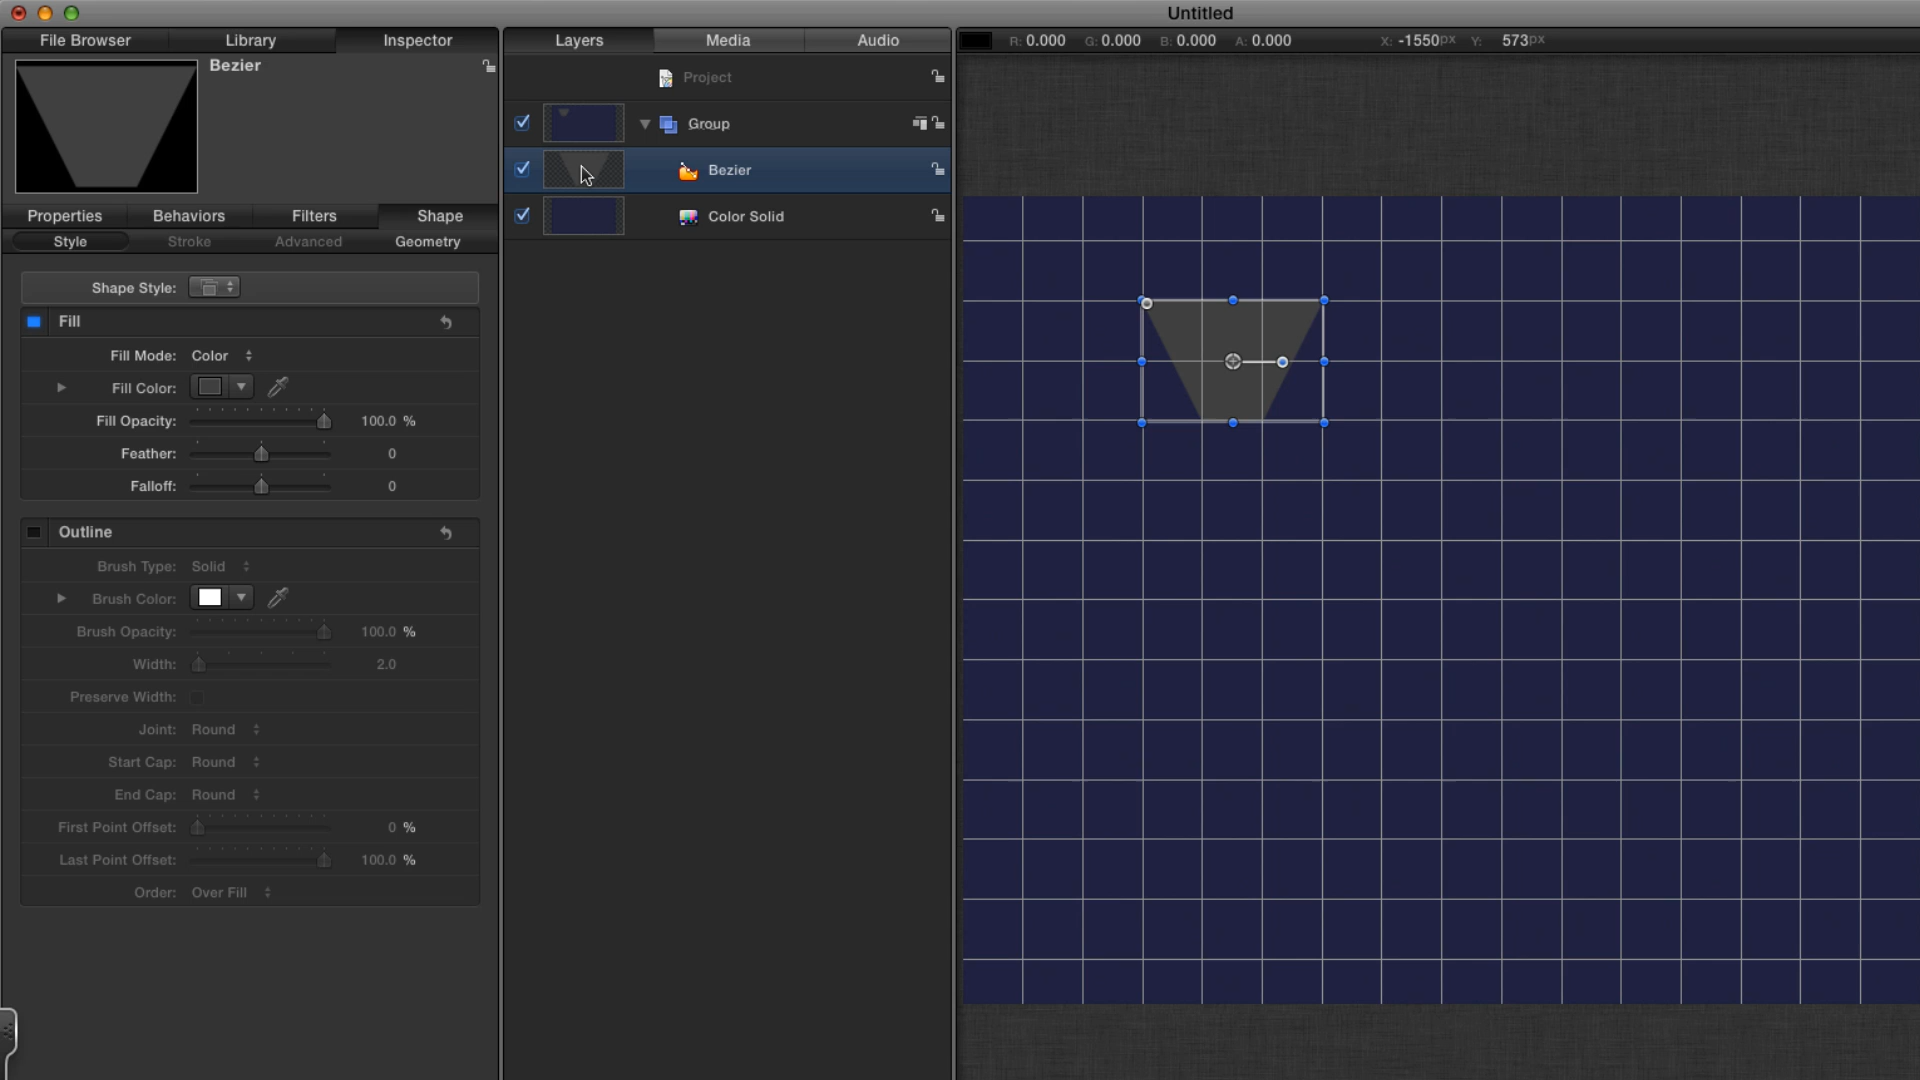 Untitled
File Browser Library Inspector
Bezier
Properties Behaviors Filters Shape
Style Stroke Advanced Geometry
Shape Style:
Fill
Fill Mode: Color
Fill Color:
Fill Opacity: 100.0 %
Feather: 0
Falloff: 0
Outline
Brush Type: Solid
Brush Color:
Brush Opacity: 100.0 %
Width: 2.0
Preserve Width:
Joint: Round
Start Cap: Round
End Cap: Round
First Point Offset: 0 %
Last Point Offset: 100.0 %
Order: Over Fill
Layers Media Audio
Project
Group
Bezier
Color Solid
R: 0.000 G: 0.000 B: 0.000 A: 0.000 X: -1550px Y: 573px